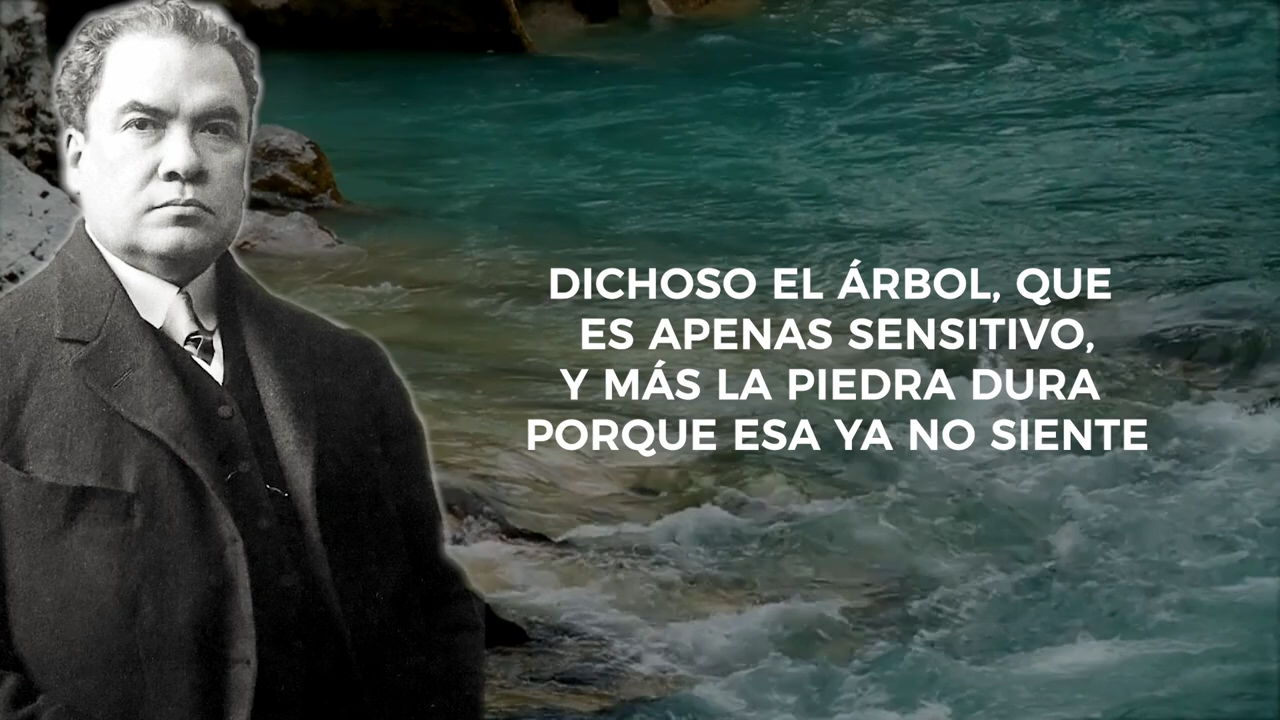 DICHOSO EL ÁRBOL, QUE
ES APENAS SENSITIVO,
Y MÁS LA PIEDRA DURA
PORQUE ESA YA NO SIENTE